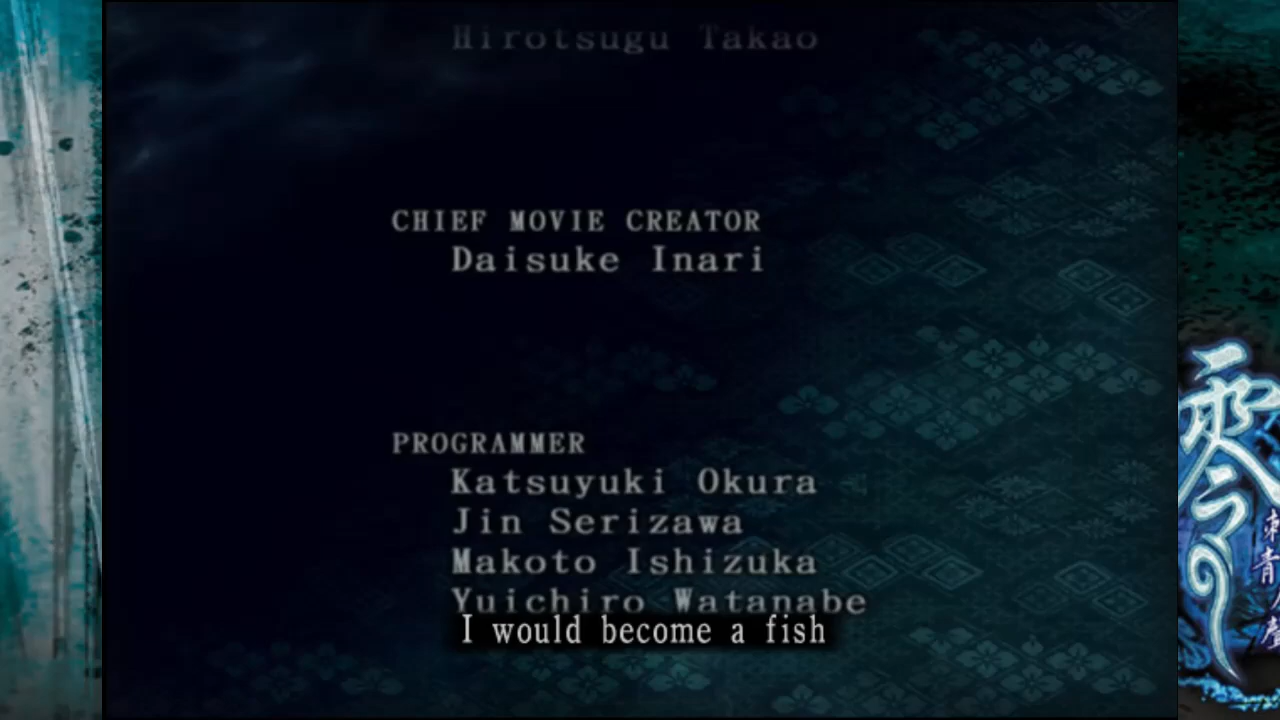 Hirotsugu Takao
CHIEF MOVIE CREATOR
Daisuke Inari
PROGRAMMER
Katsuyuki Okura
Jin Serizawa
Makoto Ishizuka
Yuichiro Watanabe
I would become a fish
零